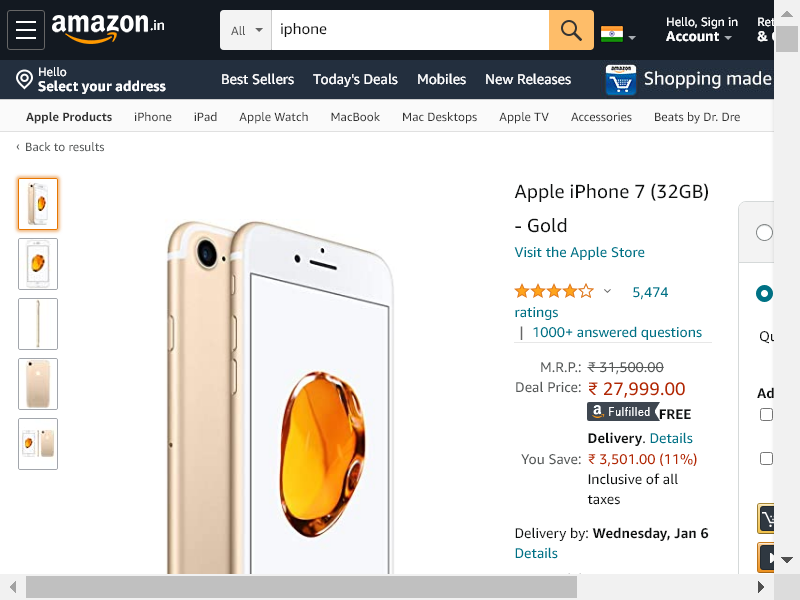 amazon.in
All
iphone
Hello, Sign in
Account
Hello
Select your address
Best Sellers
Today's Deals
Mobiles
New Releases
amazon
Shopping made
Apple Products
iPhone
iPad
Apple Watch
MacBook
Mac Desktops
Apple TV
Accessories
Beats by Dr. Dre
‹ Back to results
Apple iPhone 7 (32GB)
- Gold
Visit the Apple Store
5,474
ratings
| 1000+ answered questions
M.R.P.: ₹ 31,500.00
Deal Price: ₹ 27,999.00
a Fulfilled FREE
Delivery. Details
You Save: ₹ 3,501.00 (11%)
Inclusive of all
taxes
Delivery by: Wednesday, Jan 6
Details